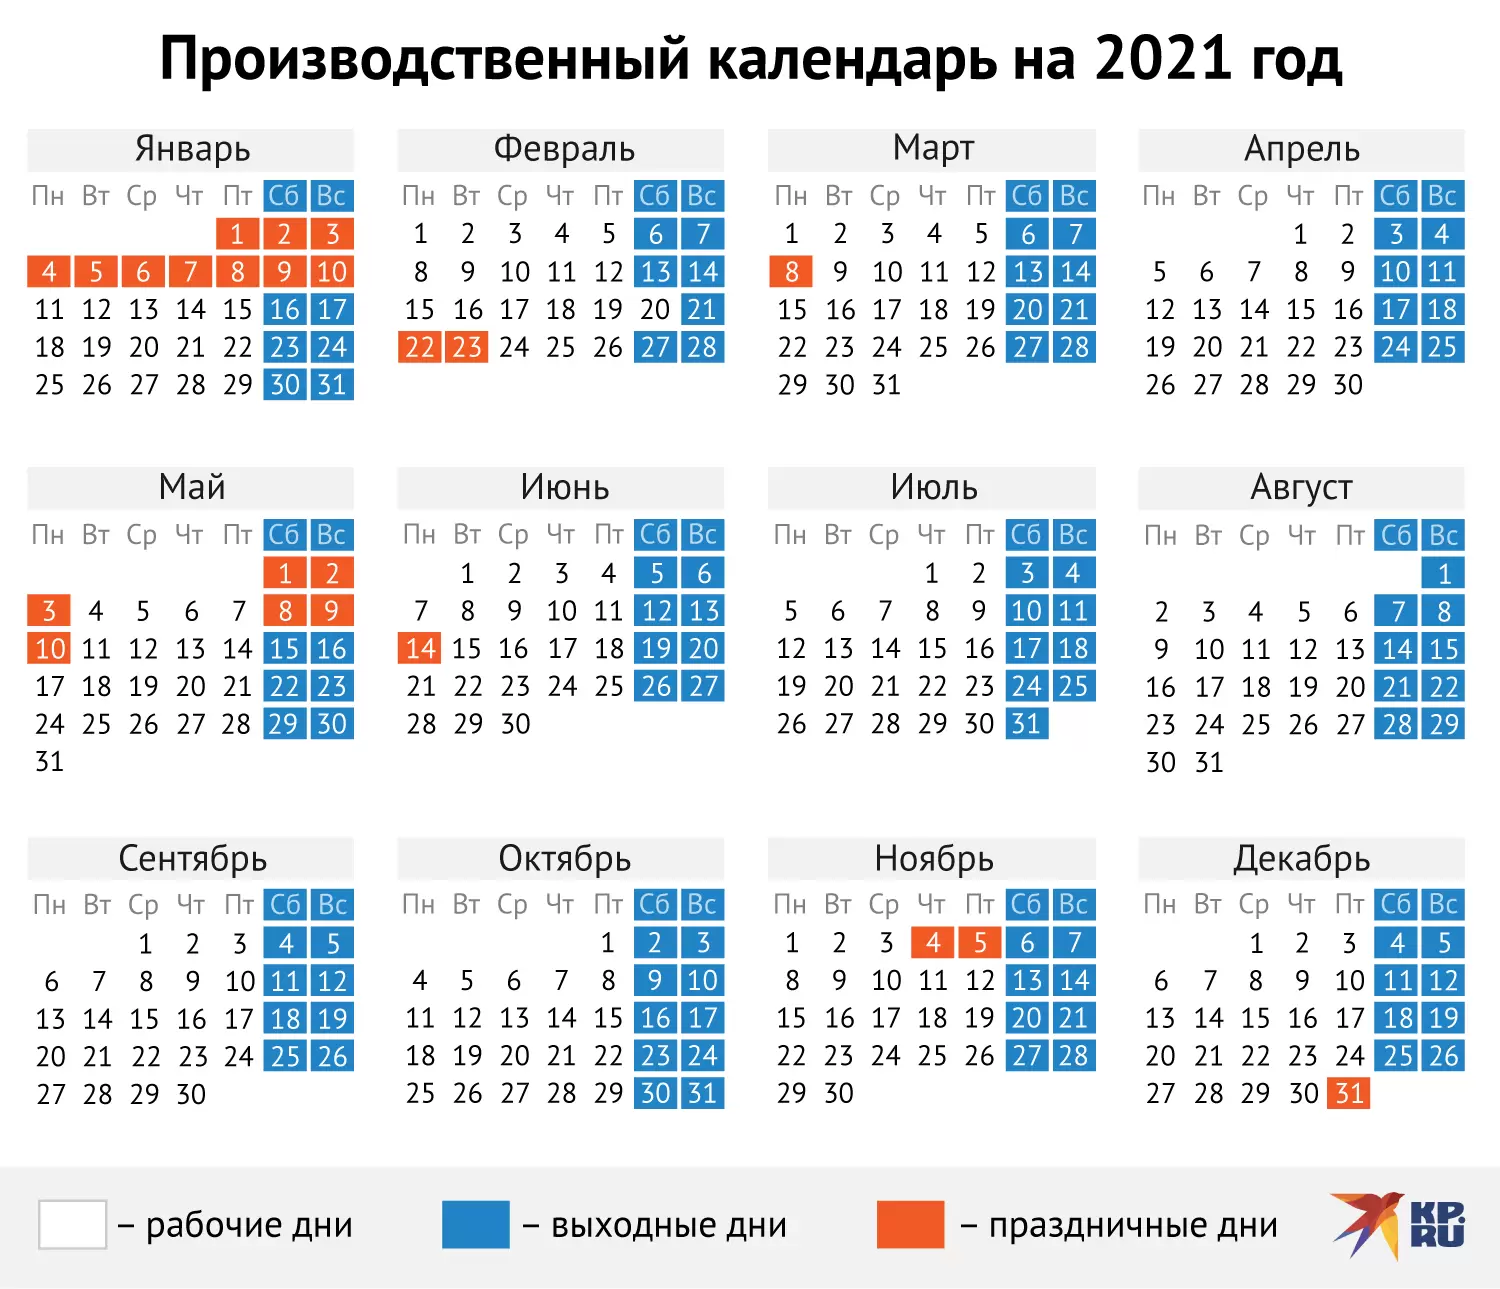 Производственный календарь на 2021 год
Январь
Пн Вт Ср Чт Пт Сб Вс
1 2 3
4 5 6 7 8 9 10
11 12 13 14 15 16 17
18 19 20 21 22 23 24
25 26 27 28 29 30 31
Февраль
Пн Вт Ср Чт Пт Сб Вс
1 2 3 4 5 6 7
8 9 10 11 12 13 14
15 16 17 18 19 20 21
22 23 24 25 26 27 28
Март
Пн Вт Ср Чт Пт Сб Вс
1 2 3 4 5 6 7
8 9 10 11 12 13 14
15 16 17 18 19 20 21
22 23 24 25 26 27 28
29 30 31
Апрель
Пн Вт Ср Чт Пт Сб Вс
1 2 3 4
5 6 7 8 9 10 11
12 13 14 15 16 17 18
19 20 21 22 23 24 25
26 27 28 29 30
Май
Пн Вт Ср Чт Пт Сб Вс
1 2
3 4 5 6 7 8 9
10 11 12 13 14 15 16
17 18 19 20 21 22 23
24 25 26 27 28 29 30
31
Июнь
Пн Вт Ср Чт Пт Сб Вс
1 2 3 4 5 6
7 8 9 10 11 12 13
14 15 16 17 18 19 20
21 22 23 24 25 26 27
28 29 30
Июль
Пн Вт Ср Чт Пт Сб Вс
1 2 3 4
5 6 7 8 9 10 11
12 13 14 15 16 17 18
19 20 21 22 23 24 25
26 27 28 29 30 31
Август
Пн Вт Ср Чт Пт Сб Вс
1
2 3 4 5 6 7 8
9 10 11 12 13 14 15
16 17 18 19 20 21 22
23 24 25 26 27 28 29
30 31
Сентябрь
Пн Вт Ср Чт Пт Сб Вс
1 2 3 4 5
6 7 8 9 10 11 12
13 14 15 16 17 18 19
20 21 22 23 24 25 26
27 28 29 30
Октябрь
Пн Вт Ср Чт Пт Сб Вс
1 2 3
4 5 6 7 8 9 10
11 12 13 14 15 16 17
18 19 20 21 22 23 24
25 26 27 28 29 30 31
Ноябрь
Пн Вт Ср Чт Пт Сб Вс
1 2 3 4 5 6 7
8 9 10 11 12 13 14
15 16 17 18 19 20 21
22 23 24 25 26 27 28
29 30
Декабрь
Пн Вт Ср Чт Пт Сб Вс
1 2 3 4 5
6 7 8 9 10 11 12
13 14 15 16 17 18 19
20 21 22 23 24 25 26
27 28 29 30 31
– рабочие дни
– выходные дни
– праздничные дни
KP.
RU